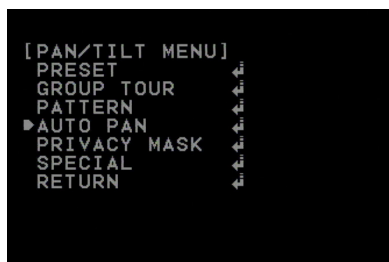 [PAN/TILT MENU]
PRESET
GROUP TOUR
PATTERN
AUTO PAN
PRIVACY MASK
SPECIAL
RETURN